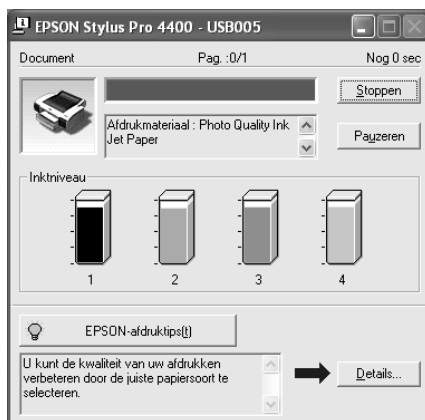 EPSON Stylus Pro 4400 - USB005
Document Pag. :0/1 Nog 0 sec
Stoppen
Afdrukmateriaal : Photo Quality Ink
Jet Paper
Pauzeren
Inktniveau
1 2 3 4
EPSON-afdruktips(t)
U kunt de kwaliteit van uw afdrukken
verbeteren door de juiste papiersoort te
selecteren.
Details...